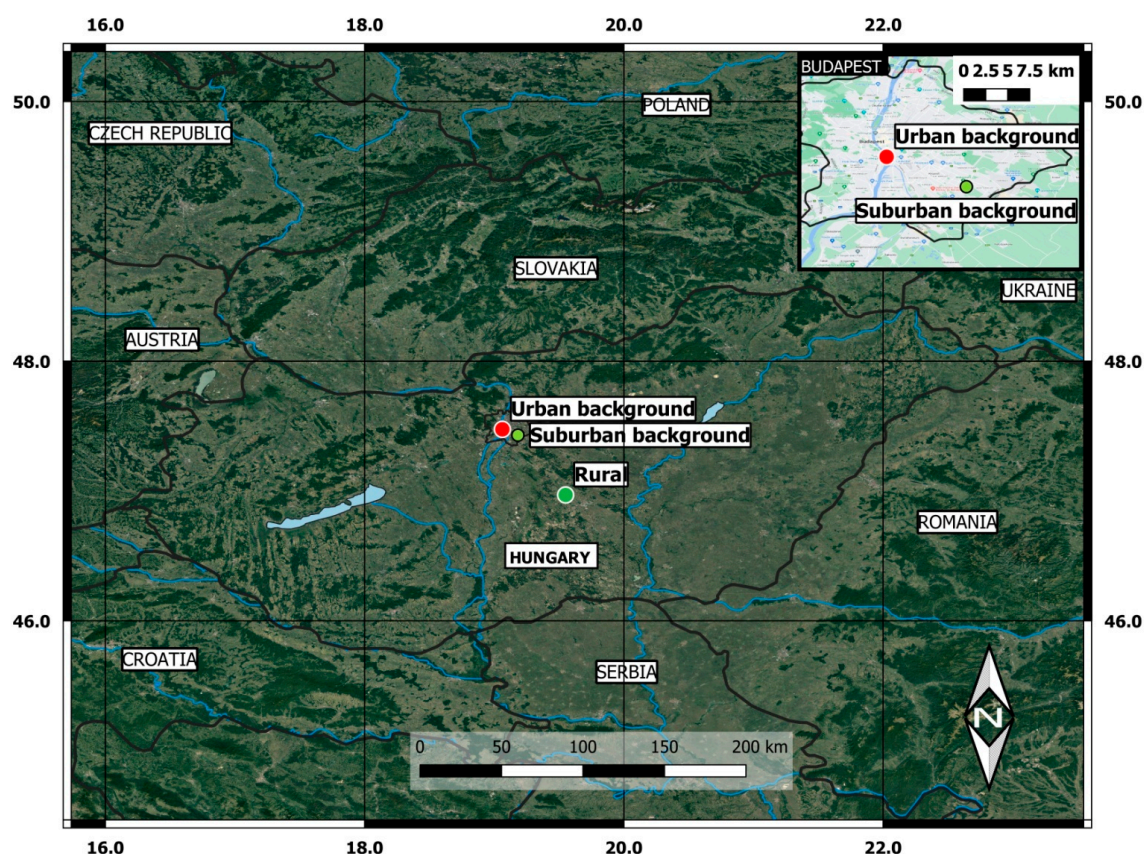 16.0 18.0 20.0 22.0
BUDAPEST
0 2.5 5 7.5 km
50.0 50.0
POLAND
CZECH REPUBLIC
Urban background
Budapest
Suburban background
SLOVAKIA
UKRAINE
AUSTRIA
48.0 48.0
Urban background
Suburban background
Rural
ROMANIA
HUNGARY
46.0 46.0
CROATIA
SERBIA
N
0 50 100 150 200 km
16.0 18.0 20.0 22.0